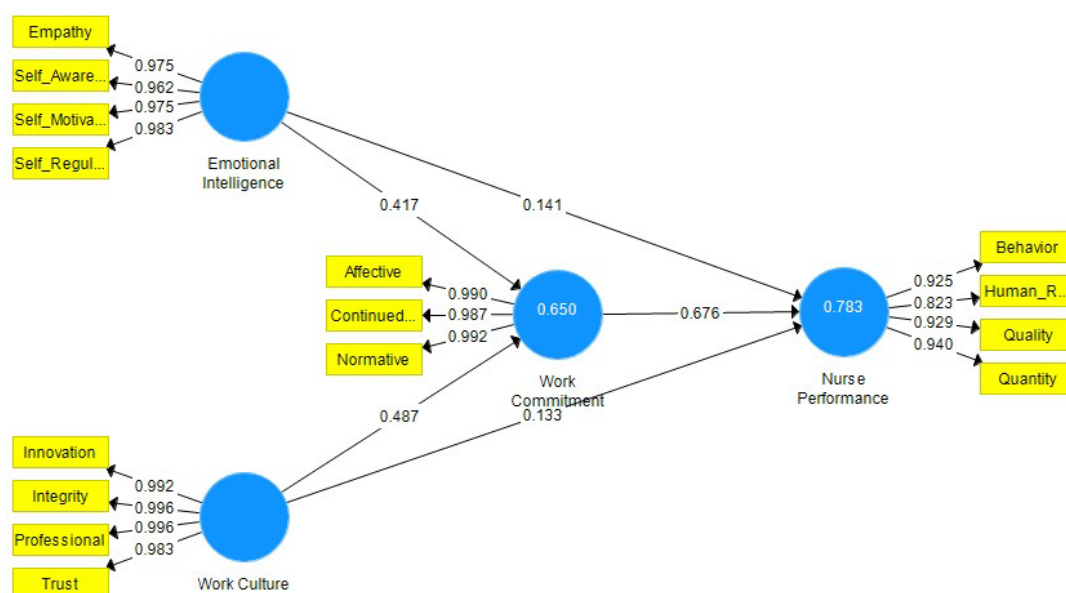 Empathy
0.975
Self_Aware...
0.962
Self_Motiva...
0.975
Self_Regul...
0.983
Emotional
Intelligence
0.417
0.141
Affective
0.990
Continued...
0.987
Normative
0.992
0.650
Work
Commitment
0.676
0.783
Nurse
Performance
Behavior
0.925
Human_R...
0.823
Quality
0.929
Quantity
0.940
0.487
0.133
Innovation
0.992
Integrity
0.996
Professional
0.996
Trust
0.983
Work Culture